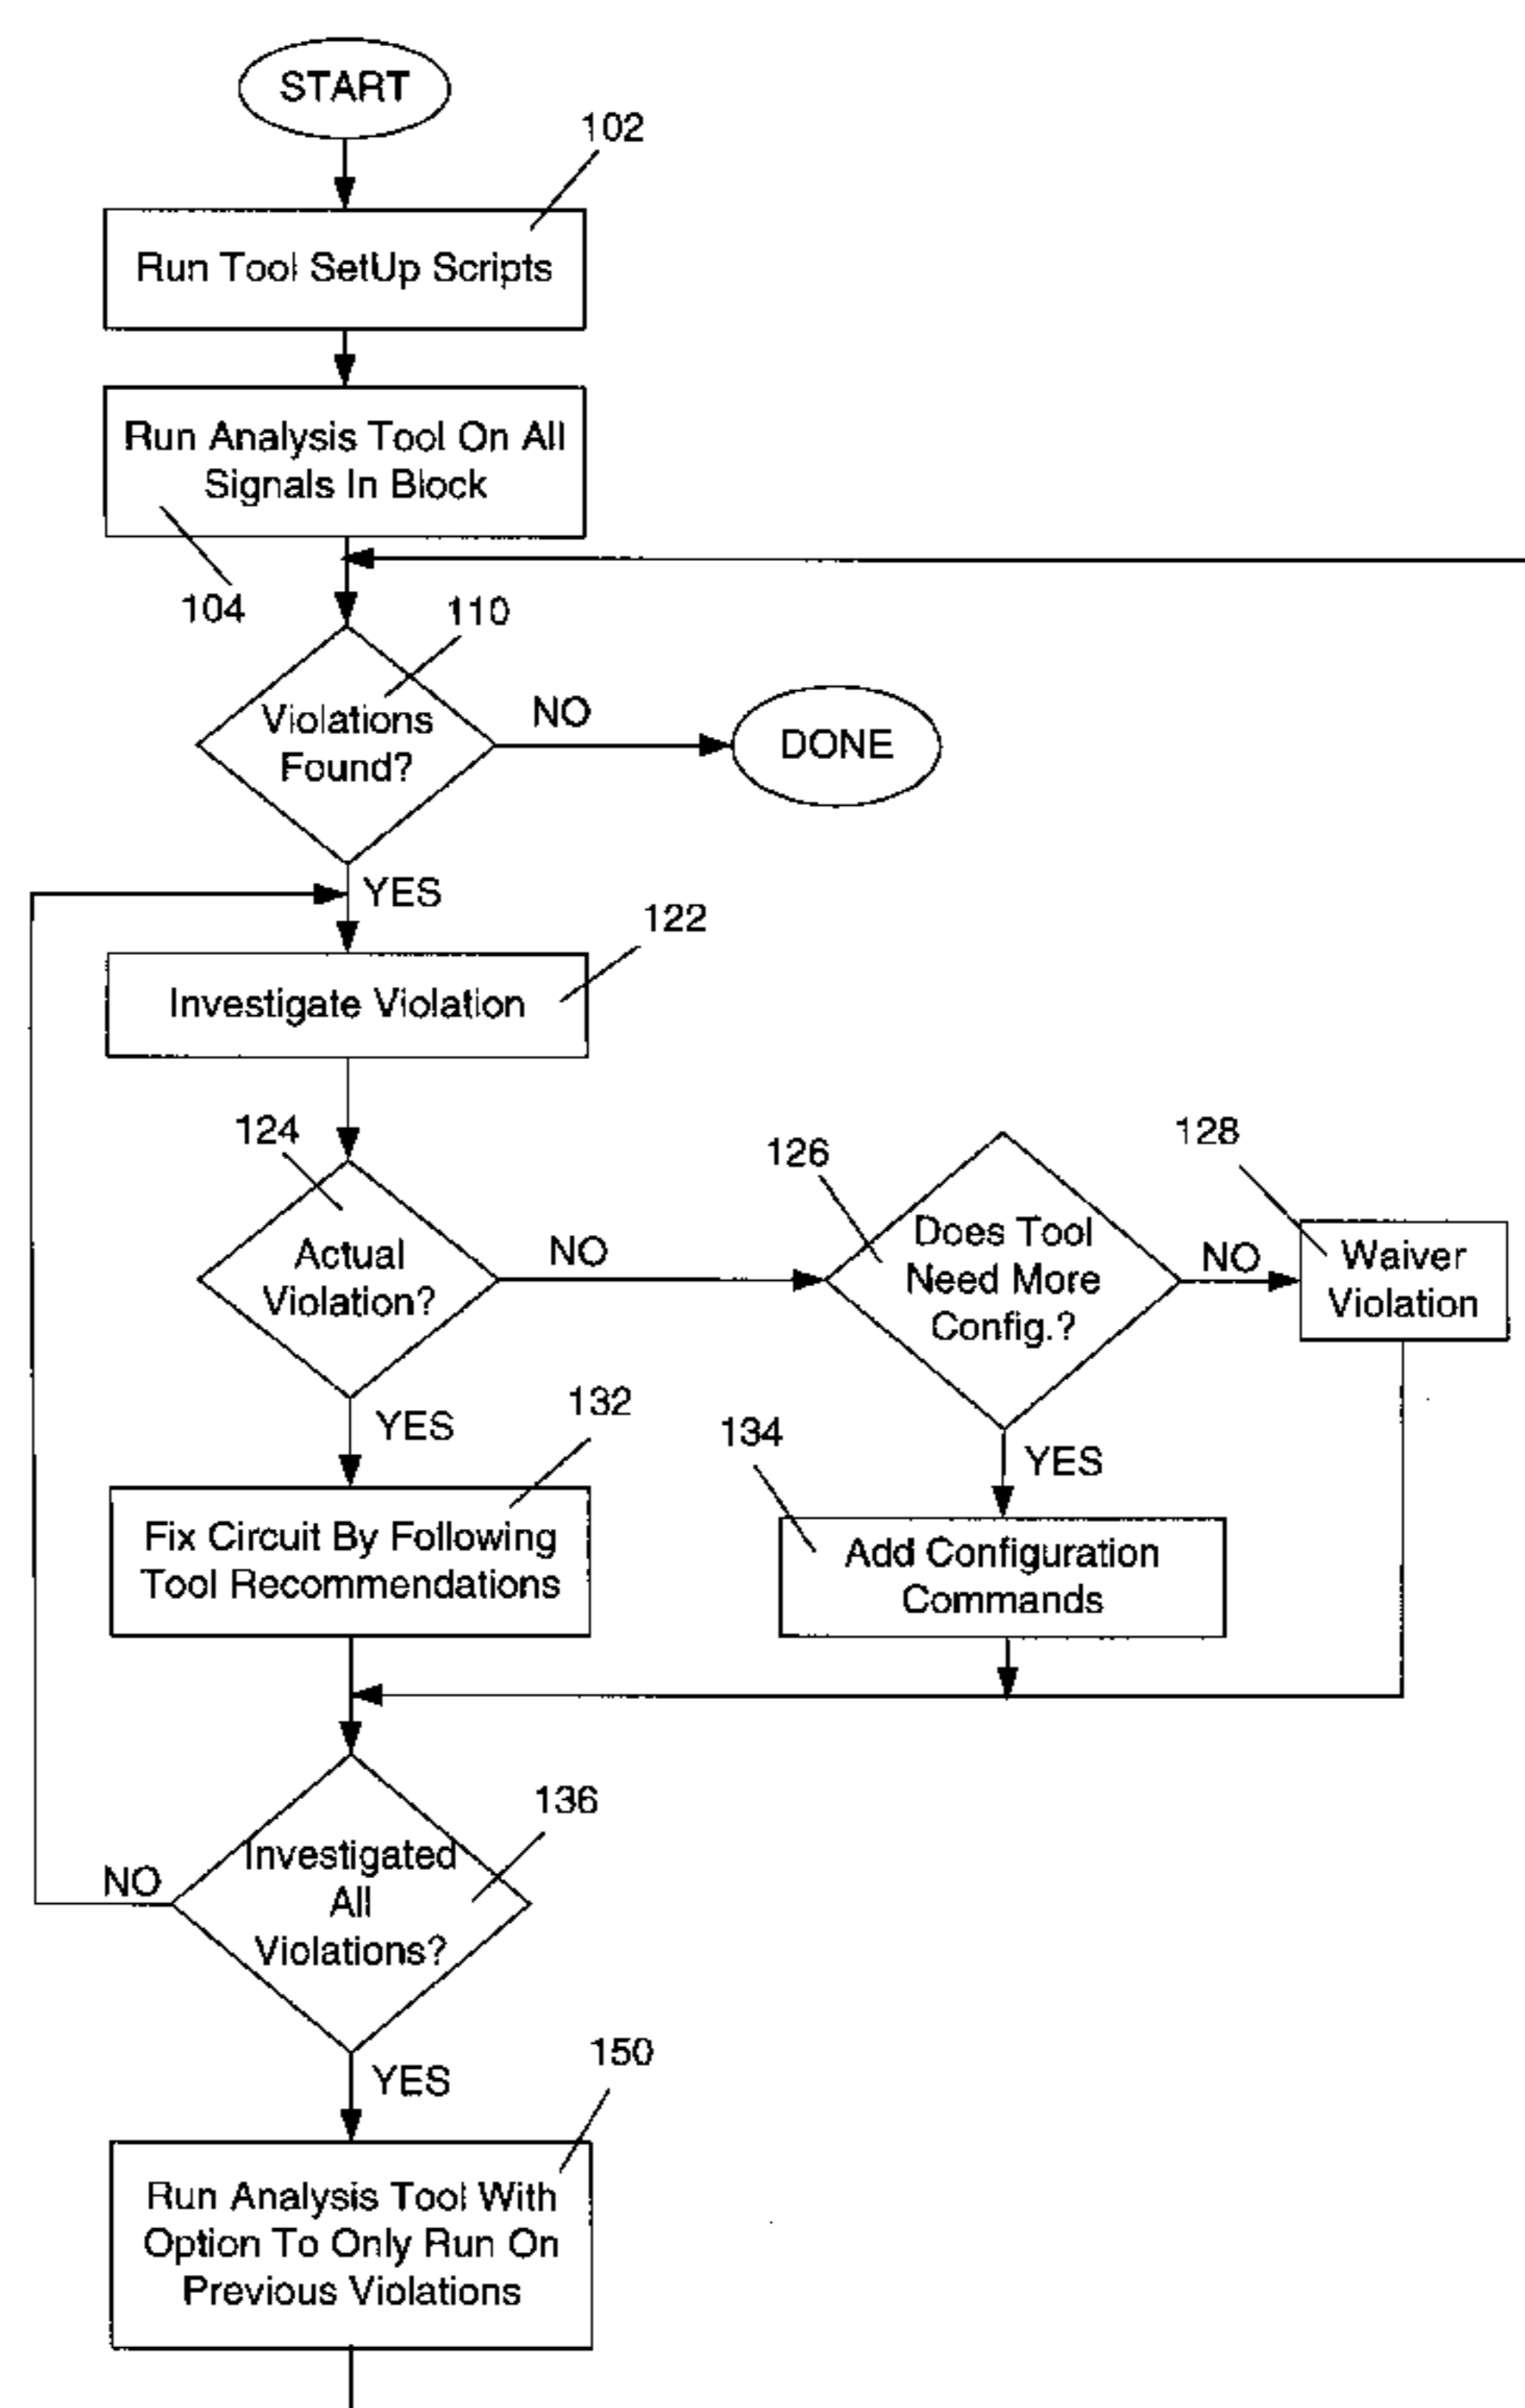 START
102
Run Tool SetUp Scripts
Run Analysis Tool On All
Signals In Block
104
110
Violations
Found?
NO
DONE
YES
122
Investigate Violation
124
Actual
Violation?
NO
126
Does Tool
Need More
Config.?
NO
128
Waiver
Violation
YES
132
Fix Circuit By Following
Tool Recommendations
YES
134
Add Configuration
Commands
136
Investigated
All
Violations?
NO
YES
150
Run Analysis Tool With
Option To Only Run On
Previous Violations